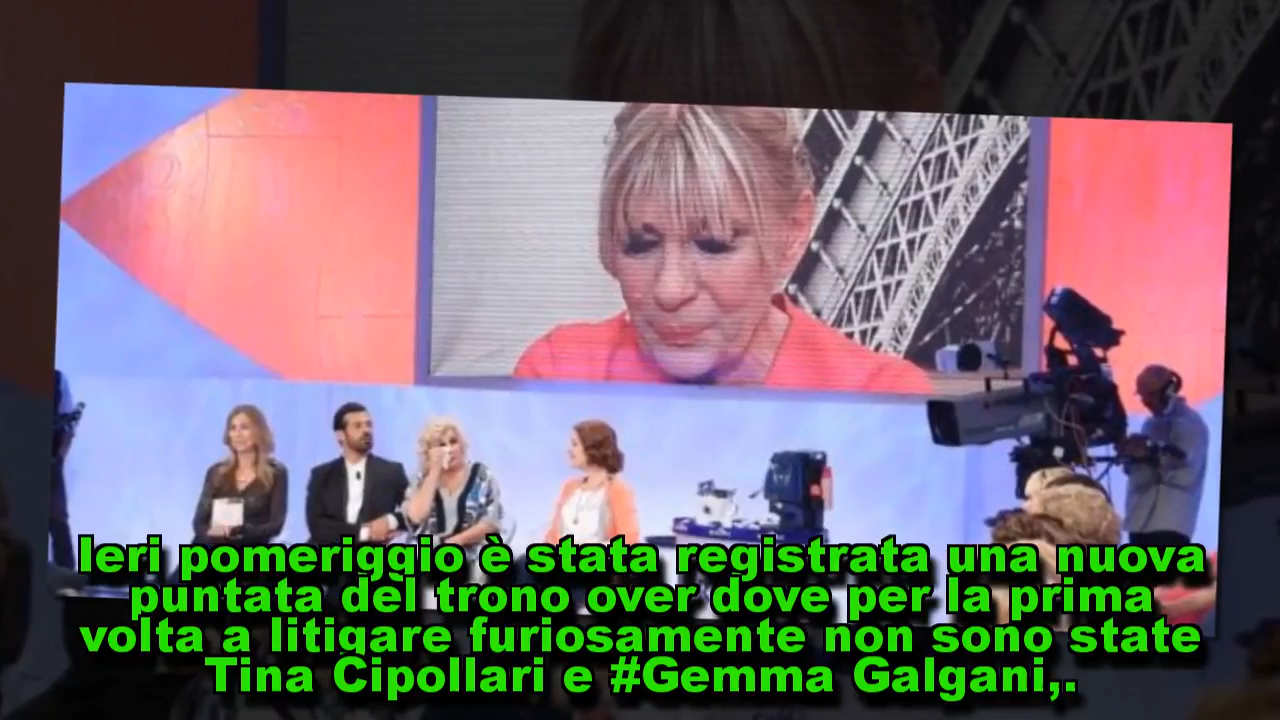 Ieri pomeriggio è stata registrata una nuova
puntata del trono over dove per la prima
volta a litigare furiosamente non sono state
Tina Cipollari e #Gemma Galgani,.